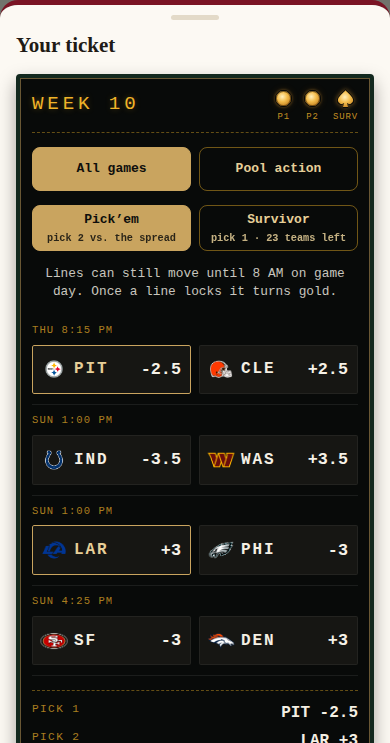 Your ticket
WEEK 10
P1 P2 SURV
All games Pool action
Pick’em Survivor
pick 2 vs. the spread pick 1 · 23 teams left
Lines can still move until 8 AM on game
day. Once a line locks it turns gold.
THU 8:15 PM
PIT -2.5 CLE +2.5
SUN 1:00 PM
IND -3.5 WAS +3.5
SUN 1:00 PM
LAR +3 PHI -3
SUN 4:25 PM
SF -3 DEN +3
PICK 1 PIT -2.5
PICK 2 LAR +3